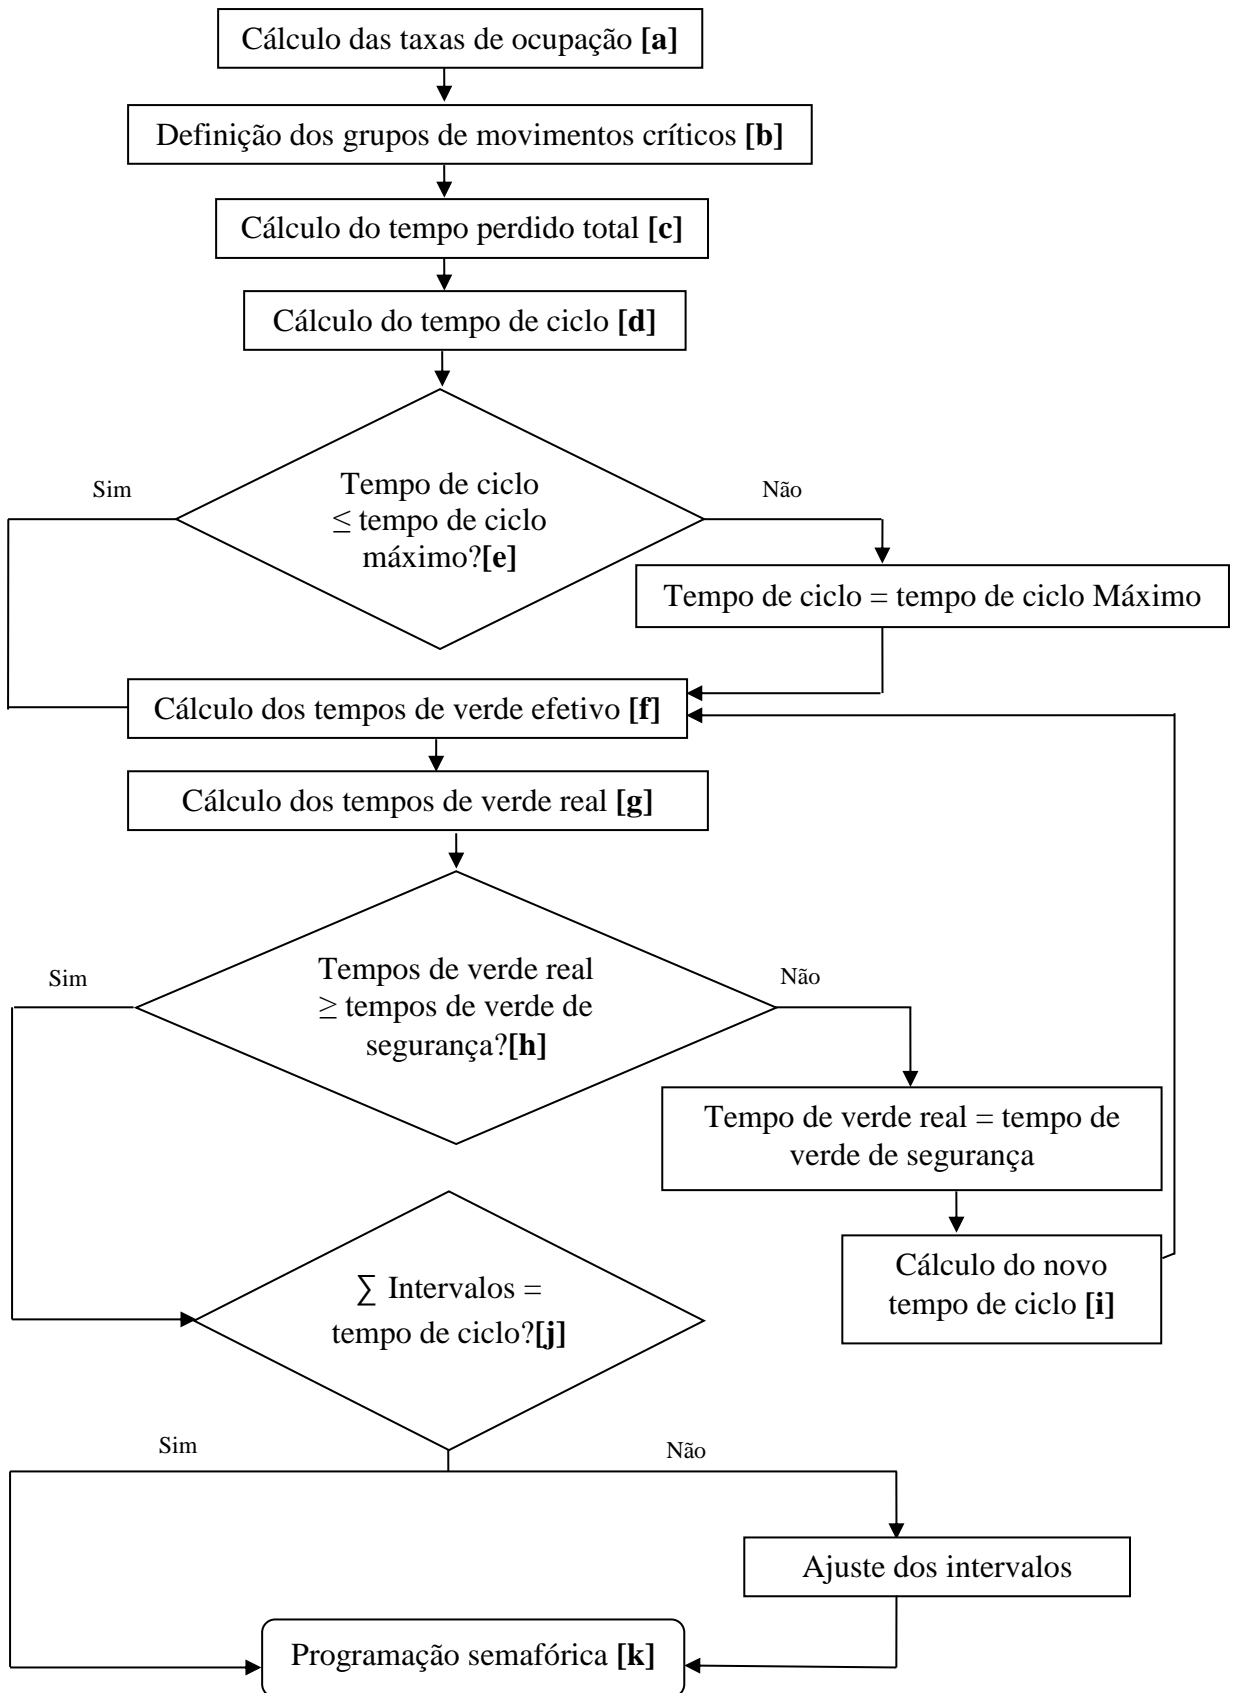 Cálculo das taxas de ocupação [a]
Definição dos grupos de movimentos críticos [b]
Cálculo do tempo perdido total [c]
Cálculo do tempo de ciclo [d]
Sim
Tempo de ciclo
≤ tempo de ciclo
máximo?[e]
Não
Tempo de ciclo = tempo de ciclo Máximo
Cálculo dos tempos de verde efetivo [f]
Cálculo dos tempos de verde real [g]
Sim
Tempos de verde real
≥ tempos de verde de
segurança?[h]
Não
Tempo de verde real = tempo de
verde de segurança
Cálculo do novo
tempo de ciclo [i]
∑ Intervalos =
tempo de ciclo?[j]
Sim
Não
Ajuste dos intervalos
Programação semafórica [k]